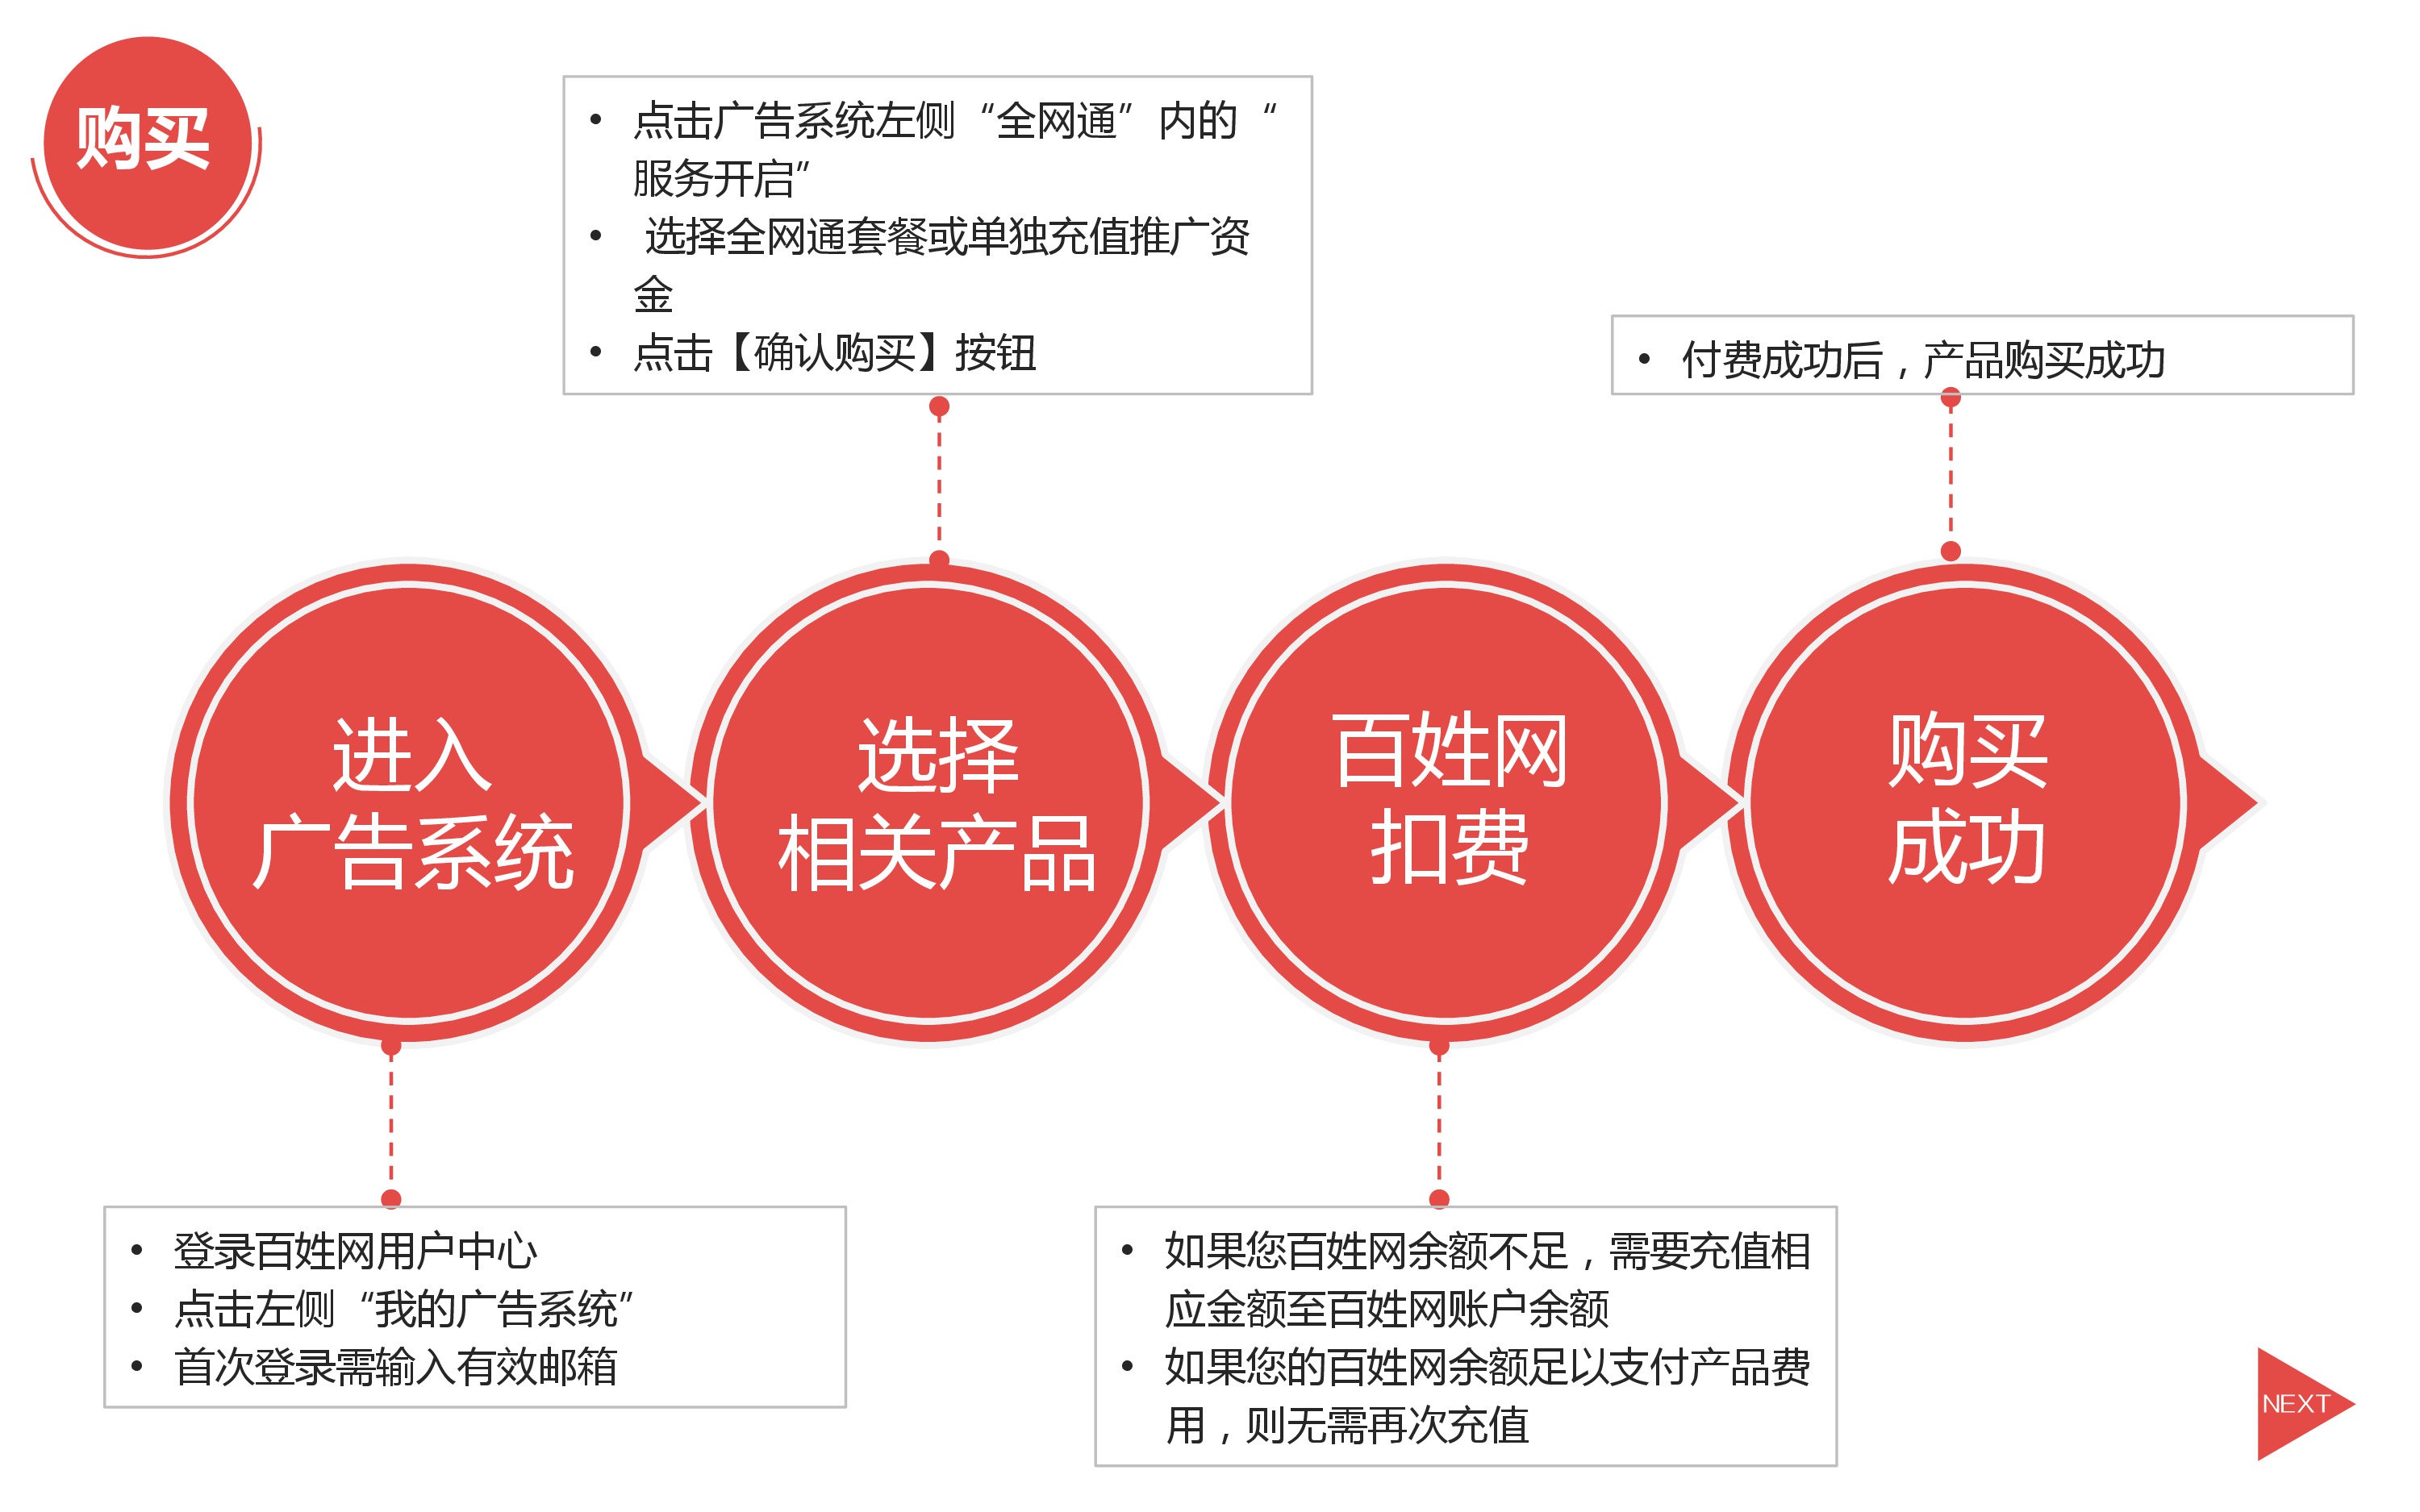 购买
• 点击广告系统左侧“全网通”内的“
服务开启”
• 选择全网通套餐或单独充值推广资
金
• 点击【确认购买】按钮
• 付费成功后，产品购买成功
进入
广告系统
选择
相关产品
百姓网
扣费
购买
成功
• 登录百姓网用户中心
• 点击左侧“我的广告系统”
• 首次登录需输入有效邮箱
• 如果您百姓网余额不足，需要充值相
应金额至百姓网账户余额
• 如果您的百姓网余额足以支付产品费
用，则无需再次充值
NEXT